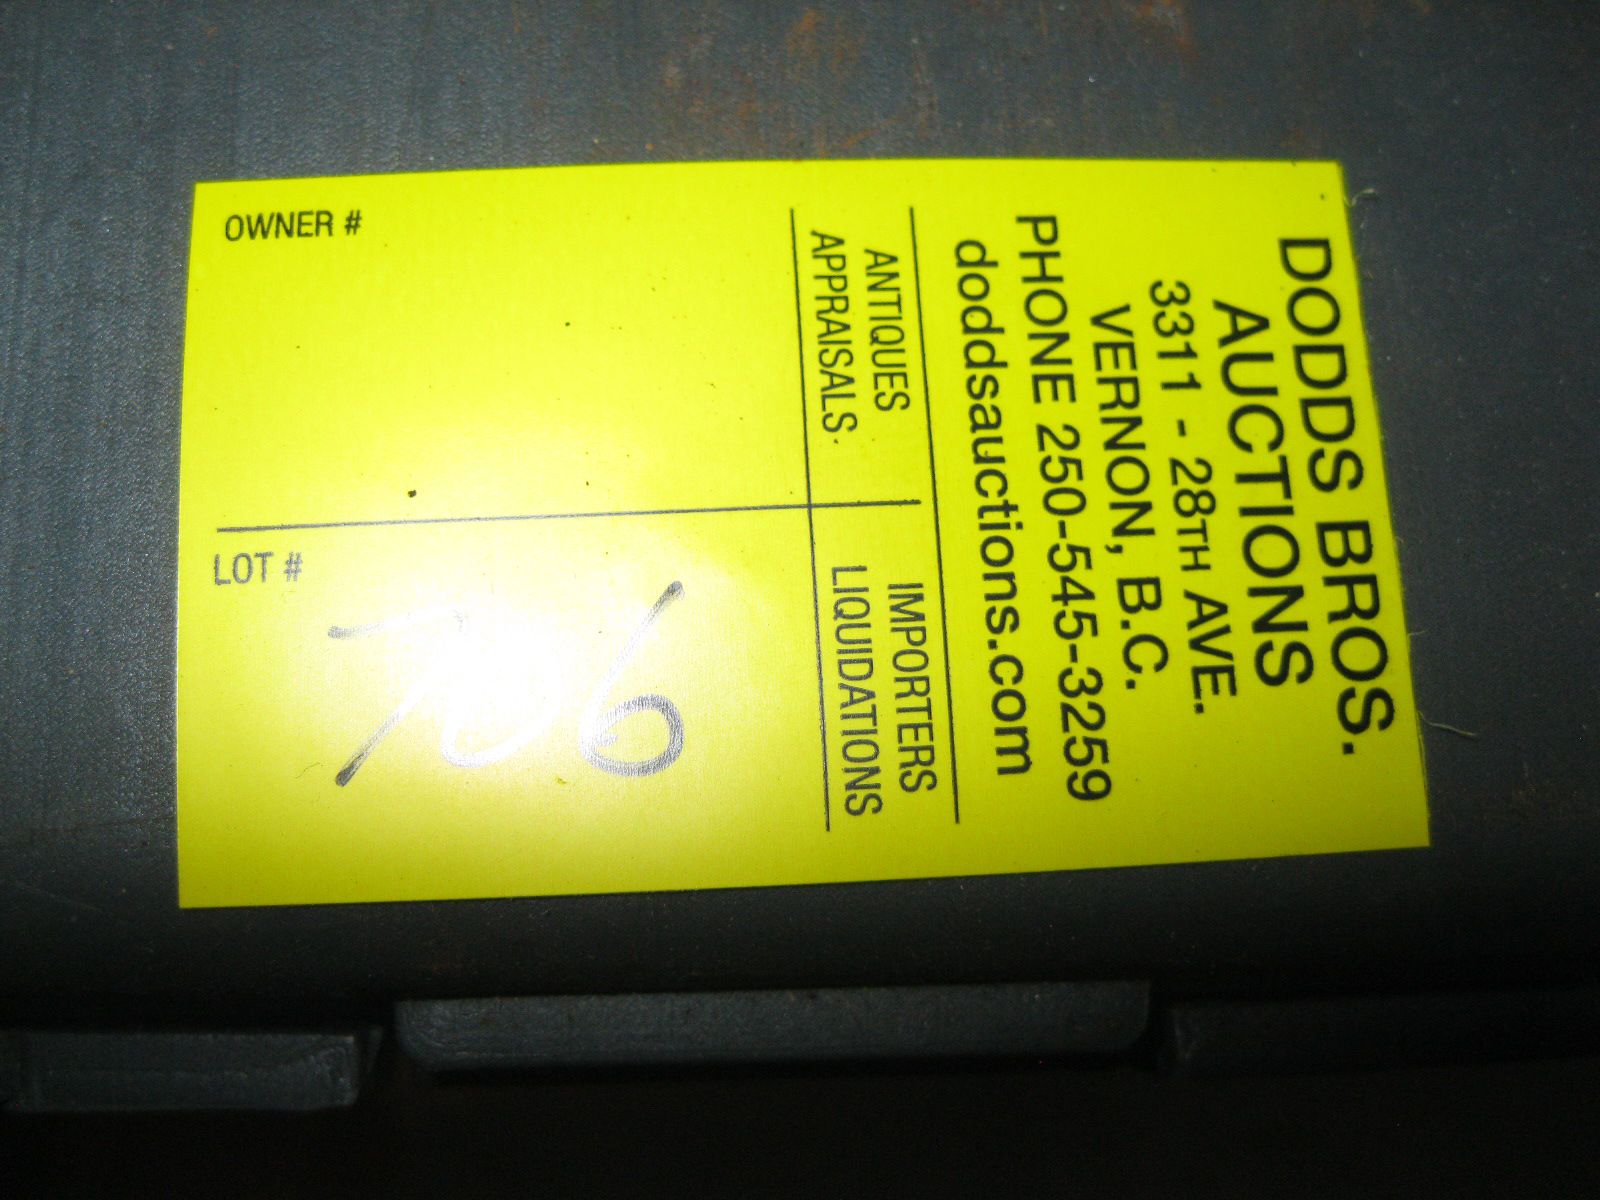 DODDS BROS.
AUCTIONS
3311 - 28TH AVE.
VERNON, B.C.
PHONE 250-545-3259
doddsauctions.com
ANTIQUES IMPORTERS
APPRAISALS LIQUIDATIONS
OWNER #
LOT #
706